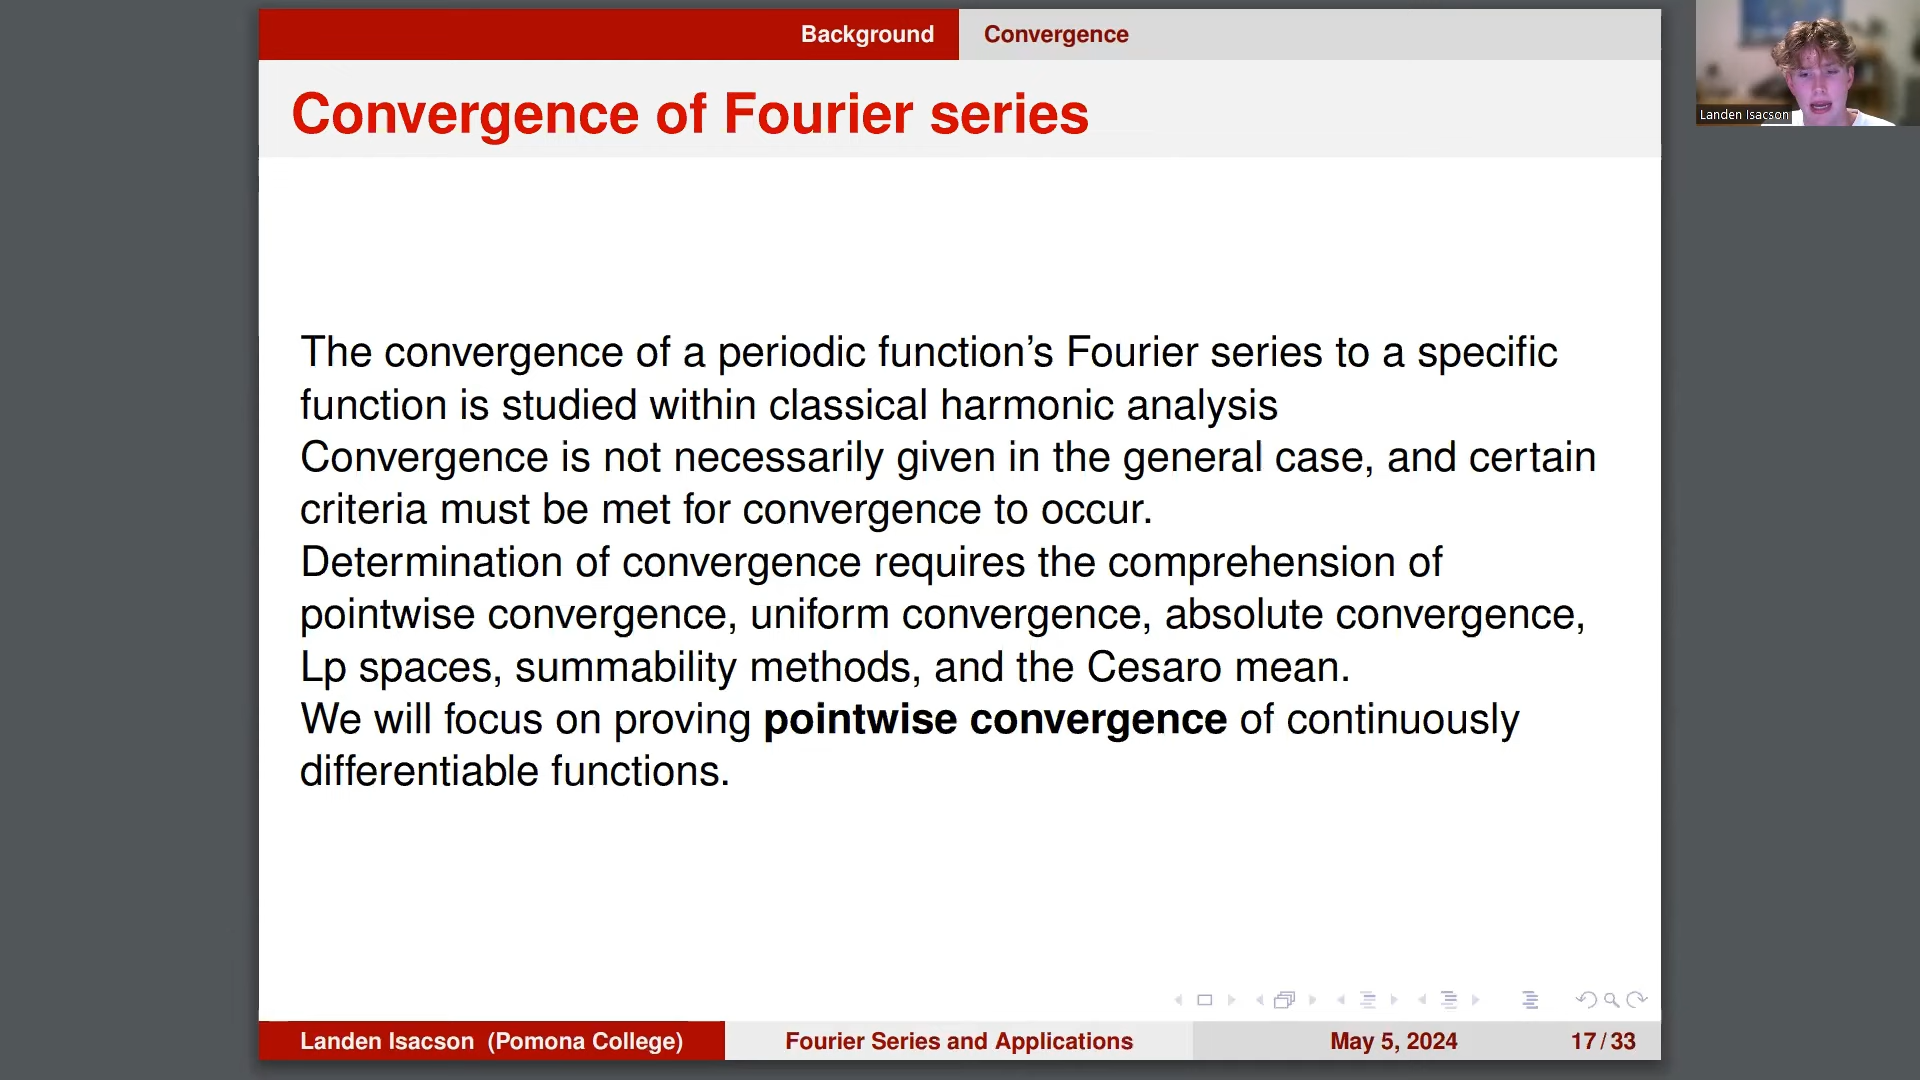 Background
Convergence
Convergence of Fourier series
Landen Isacson
The convergence of a periodic function’s Fourier series to a specific
function is studied within classical harmonic analysis
Convergence is not necessarily given in the general case, and certain
criteria must be met for convergence to occur.
Determination of convergence requires the comprehension of
pointwise convergence, uniform convergence, absolute convergence,
Lp spaces, summability methods, and the Cesaro mean.
We will focus on proving pointwise convergence of continuously
differentiable functions.
Landen Isacson (Pomona College)
Fourier Series and Applications
May 5, 2024
17/33